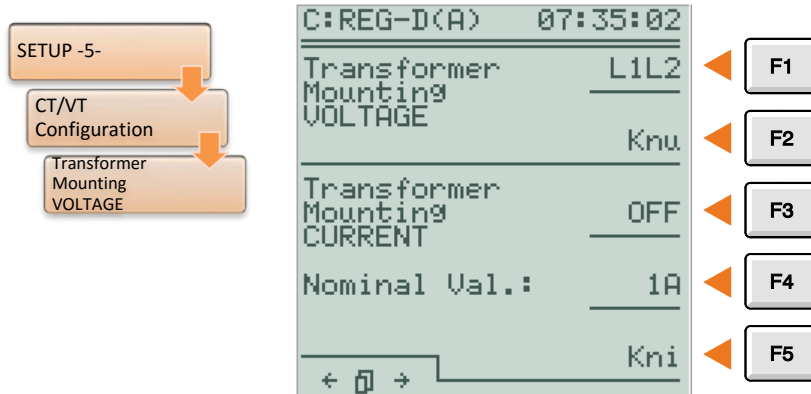 SETUP -5-
CT/VT
Configuration
Transformer
Mounting
VOLTAGE
C:REG-D(A) 07:35:02
Transformer L1L2
Mounting
VOLTAGE
Knu
Transformer
Mounting OFF
CURRENT
Nominal Val.: 1A
Kni
F1
F2
F3
F4
F5